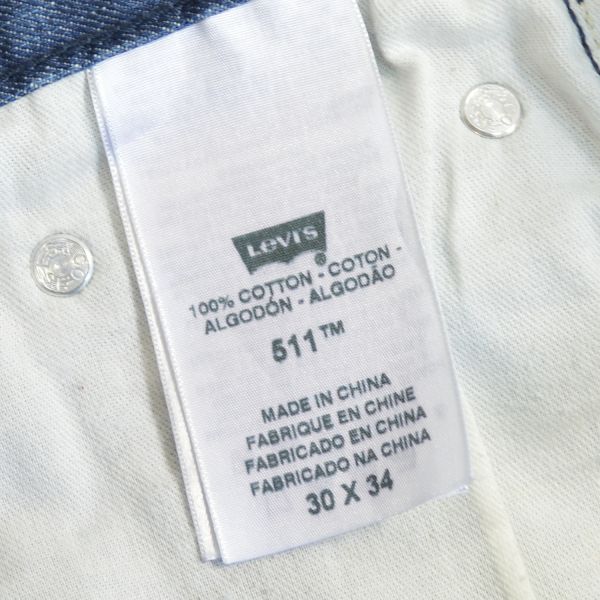 Levi's
100% COTTON - COTON -
ALGODÓN - ALGODÃO
511™
MADE IN CHINA
FABRIQUE EN CHINE
FABRICADO EN CHINA
FABRICADO NA CHINA
30 X 34